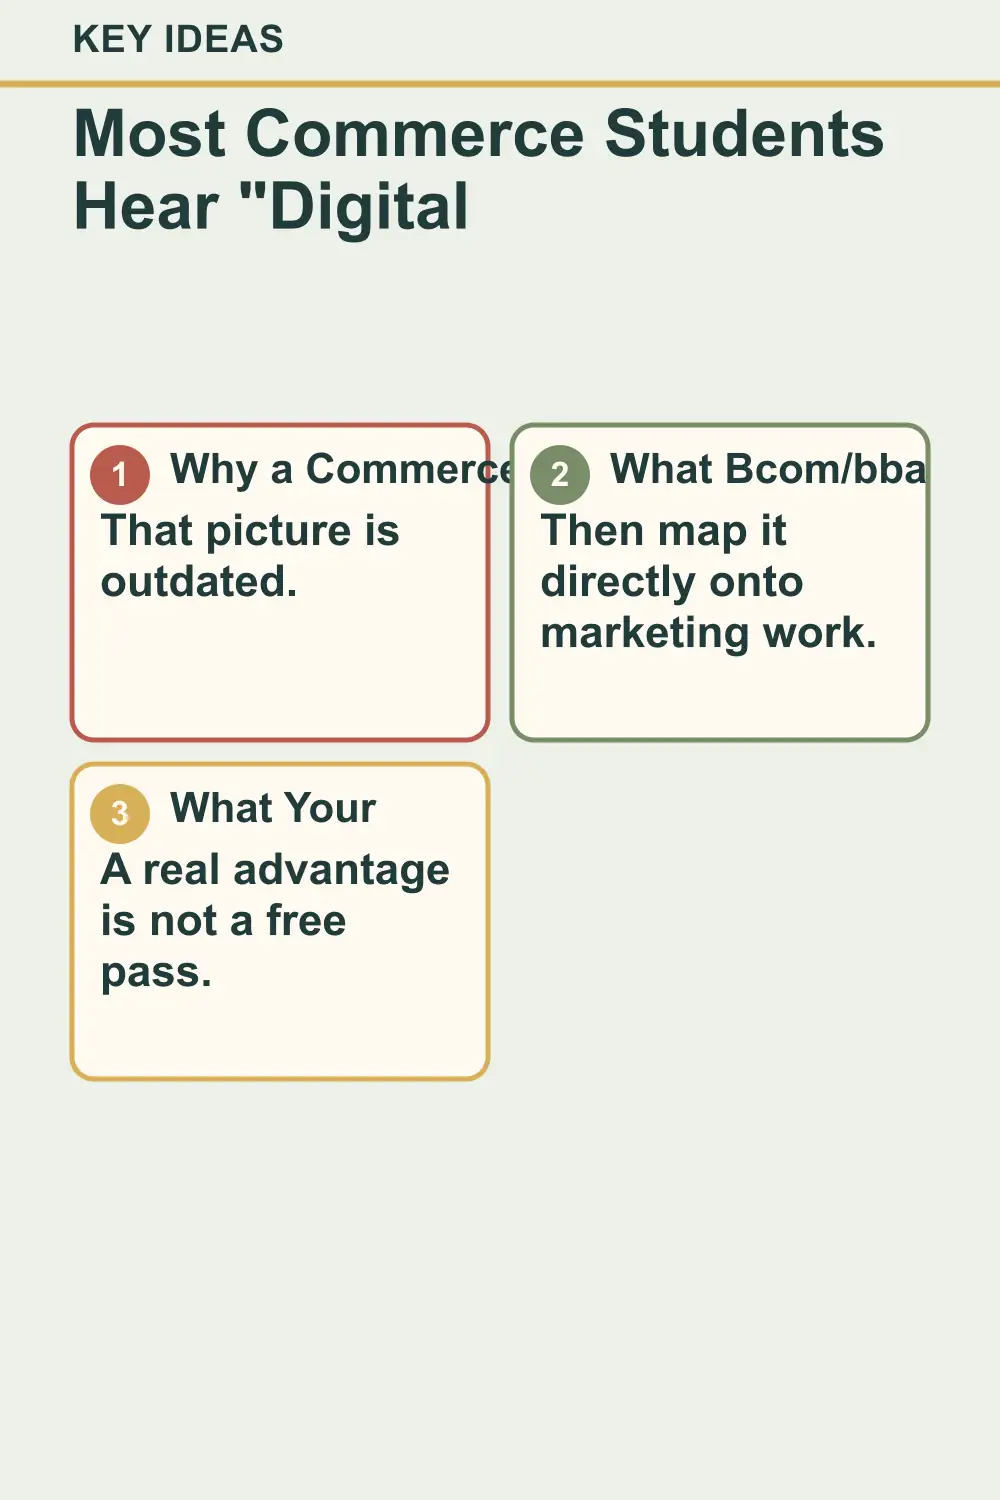 KEY IDEAS
Most Commerce Students
Hear "Digital
1 Why a Commerce
That picture is
outdated.
2 What Bcom/bba
Then map it
directly onto
marketing work.
3 What Your
A real advantage
is not a free
pass.